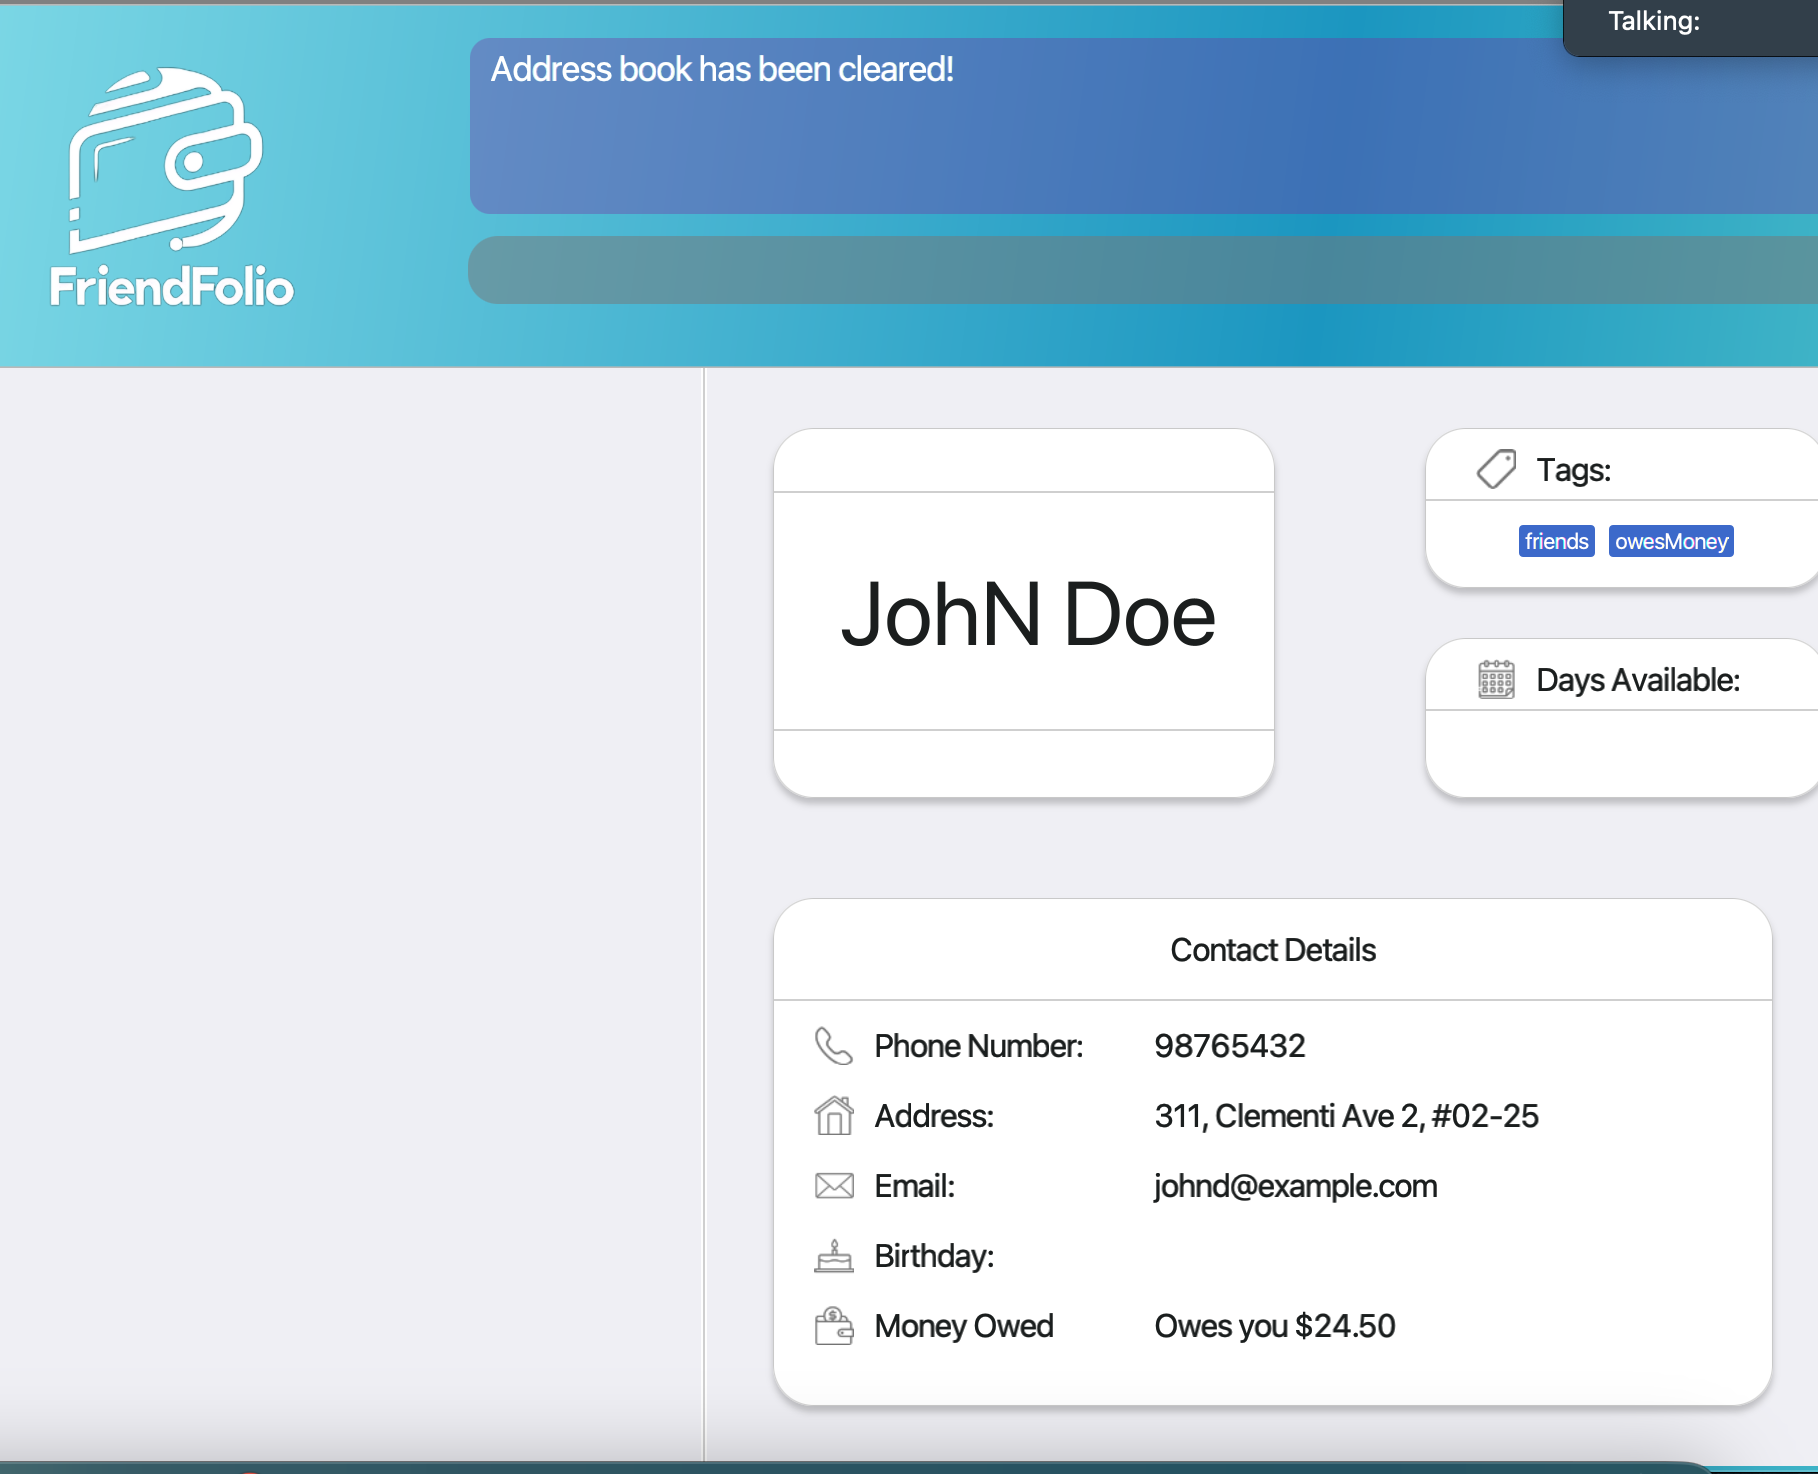 Talking:
Address book has been cleared!
FriendFolio
JohN Doe
Tags:
friends owesMoney
Days Available:
Contact Details
Phone Number: 98765432
Address: 311, Clementi Ave 2, #02-25
Email: johnd@example.com
Birthday:
Money Owed Owes you $24.50